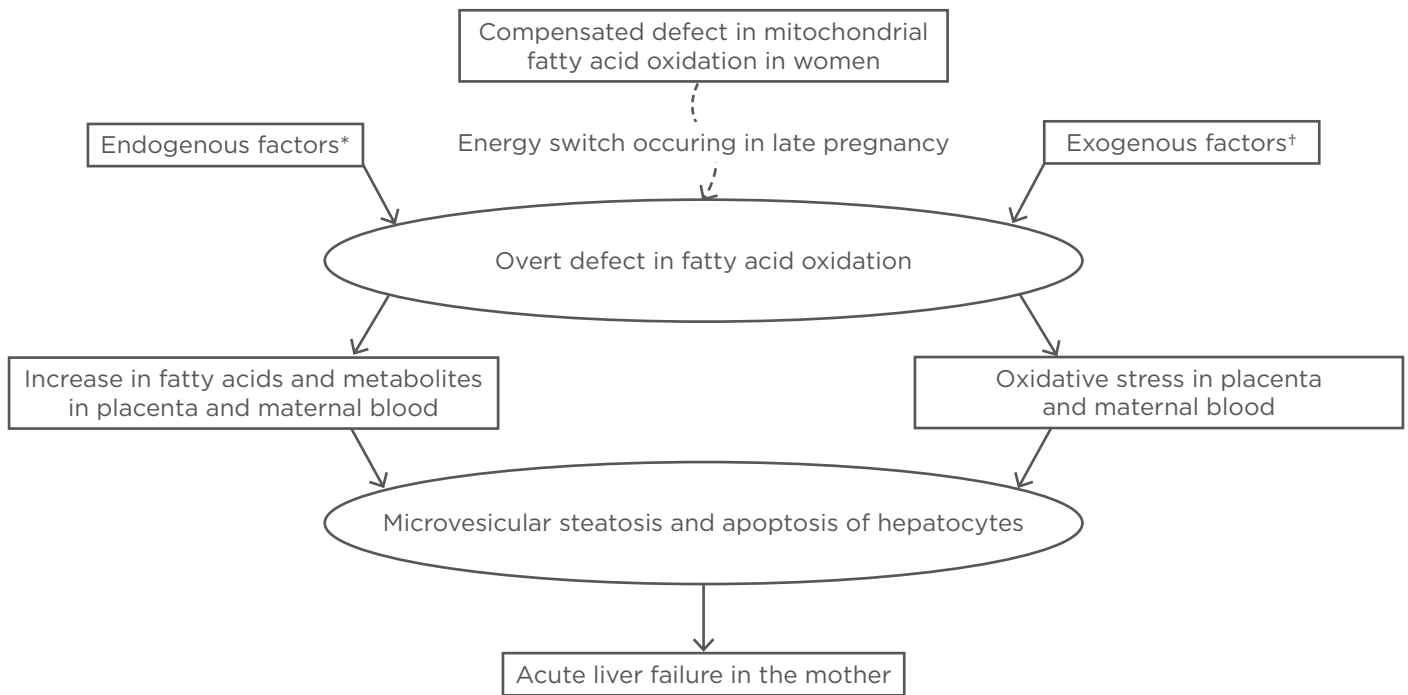 Compensated defect in mitochondrial
fatty acid oxidation in women
Endogenous factors*
Energy switch occuring in late pregnancy
Exogenous factors†
Overt defect in fatty acid oxidation
Increase in fatty acids and metabolites
in placenta and maternal blood
Oxidative stress in placenta
and maternal blood
Microvesicular steatosis and apoptosis of hepatocytes
Acute liver failure in the mother